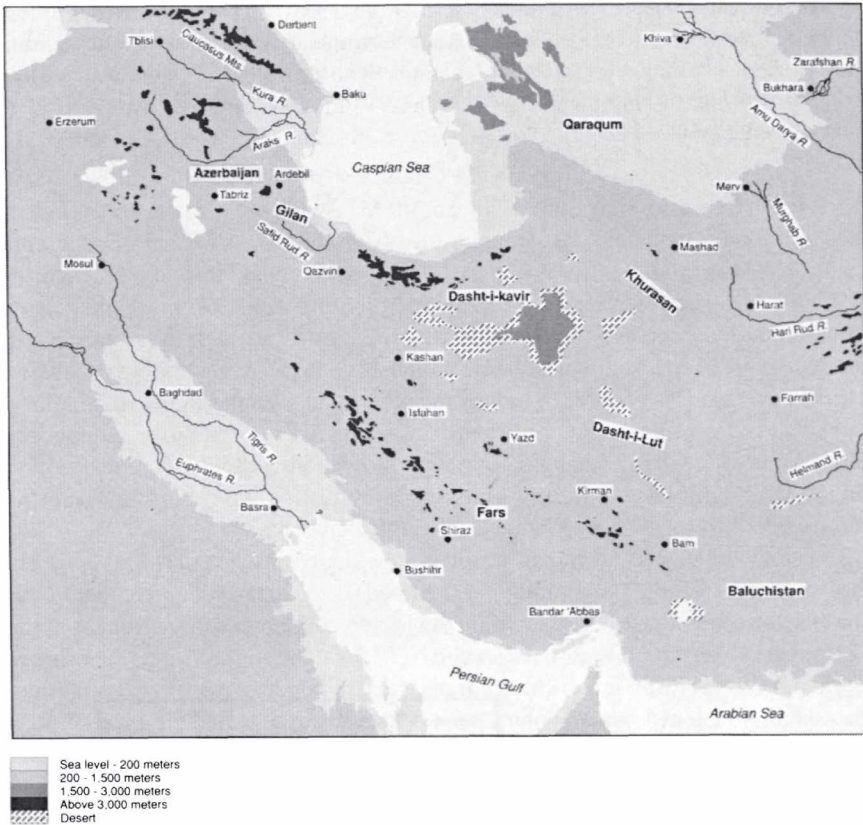 Derbent
Tblisi
Caucasus Mts.
Khiva
Zarafshan R.
Kura R.
Baku
Bukhara
Erzerum
Qaraqum
Amu Darya R.
Araks R.
Caspian Sea
Azerbaijan
Ardebil
Tabriz
Merv
Gilan
Murghab R
Safid Rud R
Mashad
Mosul
Qazvin
Khurasan
Dasht-i-kavir
Harat
Hari Rud R.
Kashan
Baghdad
Farrah
Isfahan
Tigris R.
Yazd
Dasht-i-Lut
Euphrates R.
Helmand R.
Kirman
Basra
Fars
Shiraz
Bam
Bushihr
Baluchistan
Bandar 'Abbas
Persian Gulf
Arabian Sea
Sea level - 200 meters
200 - 1.500 meters
1,500 - 3,000 meters
Above 3,000 meters
Desert